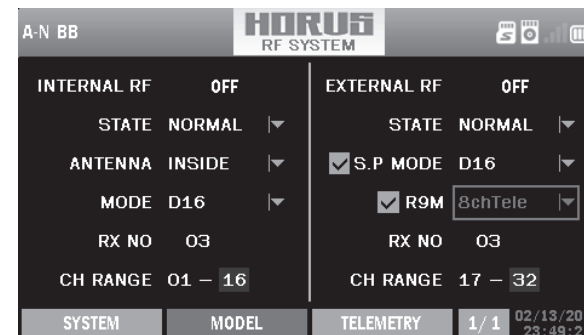 A-N BB
HORUS
RF SYSTEM
INTERNAL RF OFF
STATE NORMAL
ANTENNA INSIDE
MODE D16
RX NO 03
CH RANGE 01 – 16
EXTERNAL RF OFF
STATE NORMAL
S.P MODE D16
R9M 8chTele
RX NO 03
CH RANGE 17 – 32
SYSTEM MODEL TELEMETRY 1/1
02/13/20
23:49:2